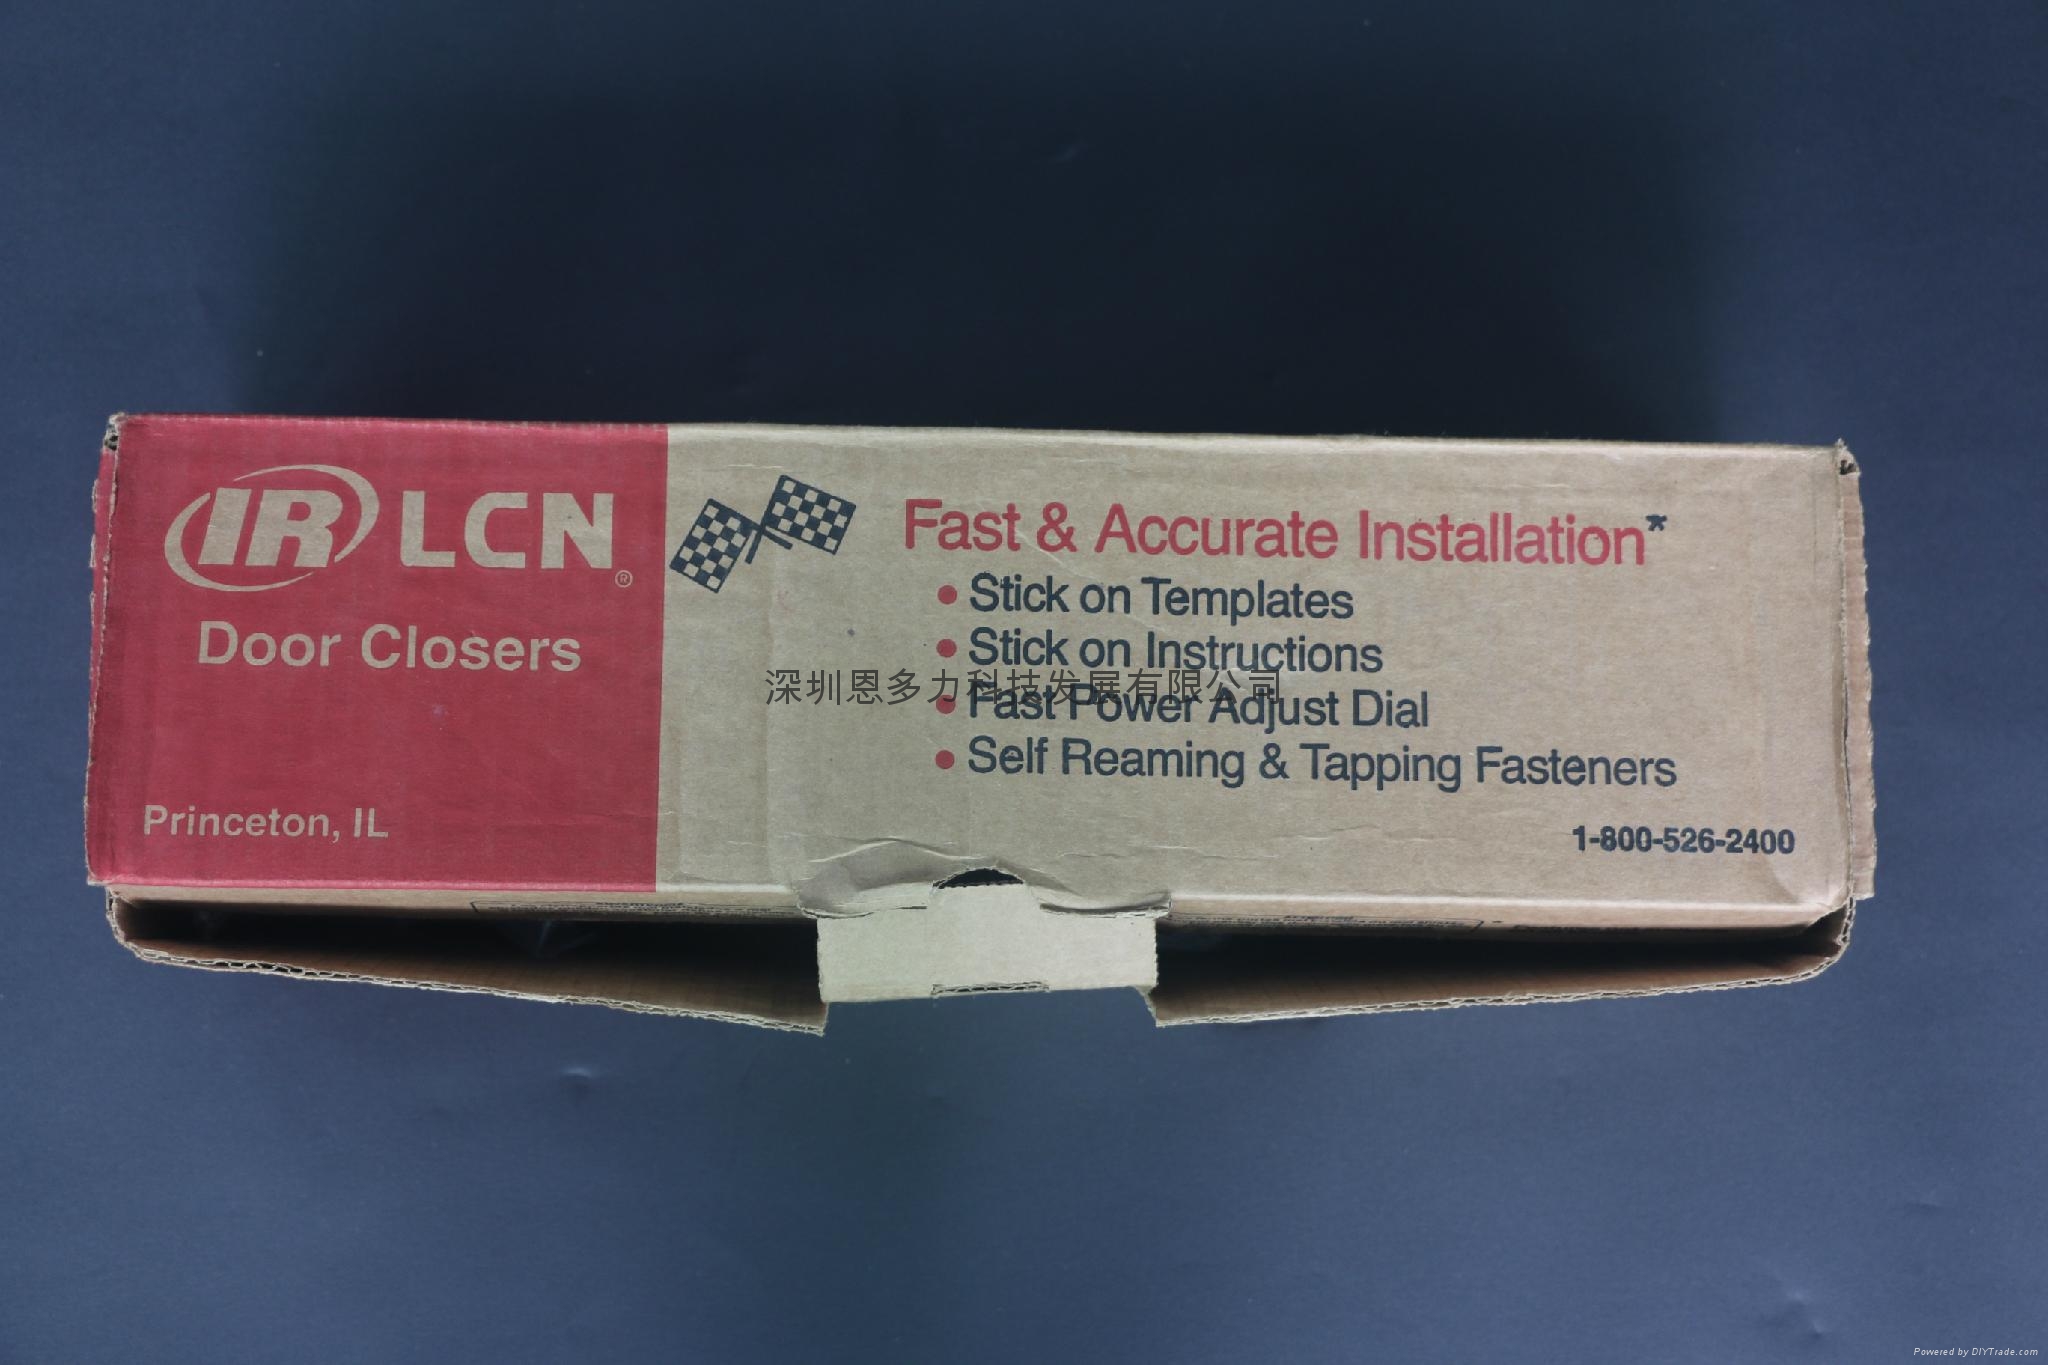 IR LCN ®
Door Closers
Princeton, IL
Fast & Accurate Installation*
• Stick on Templates
• Stick on Instructions
• Fast Power Adjust Dial
• Self Reaming & Tapping Fasteners
1-800-526-2400
深圳恩多力科技发展有限公司
Powered by DIYTrade.com